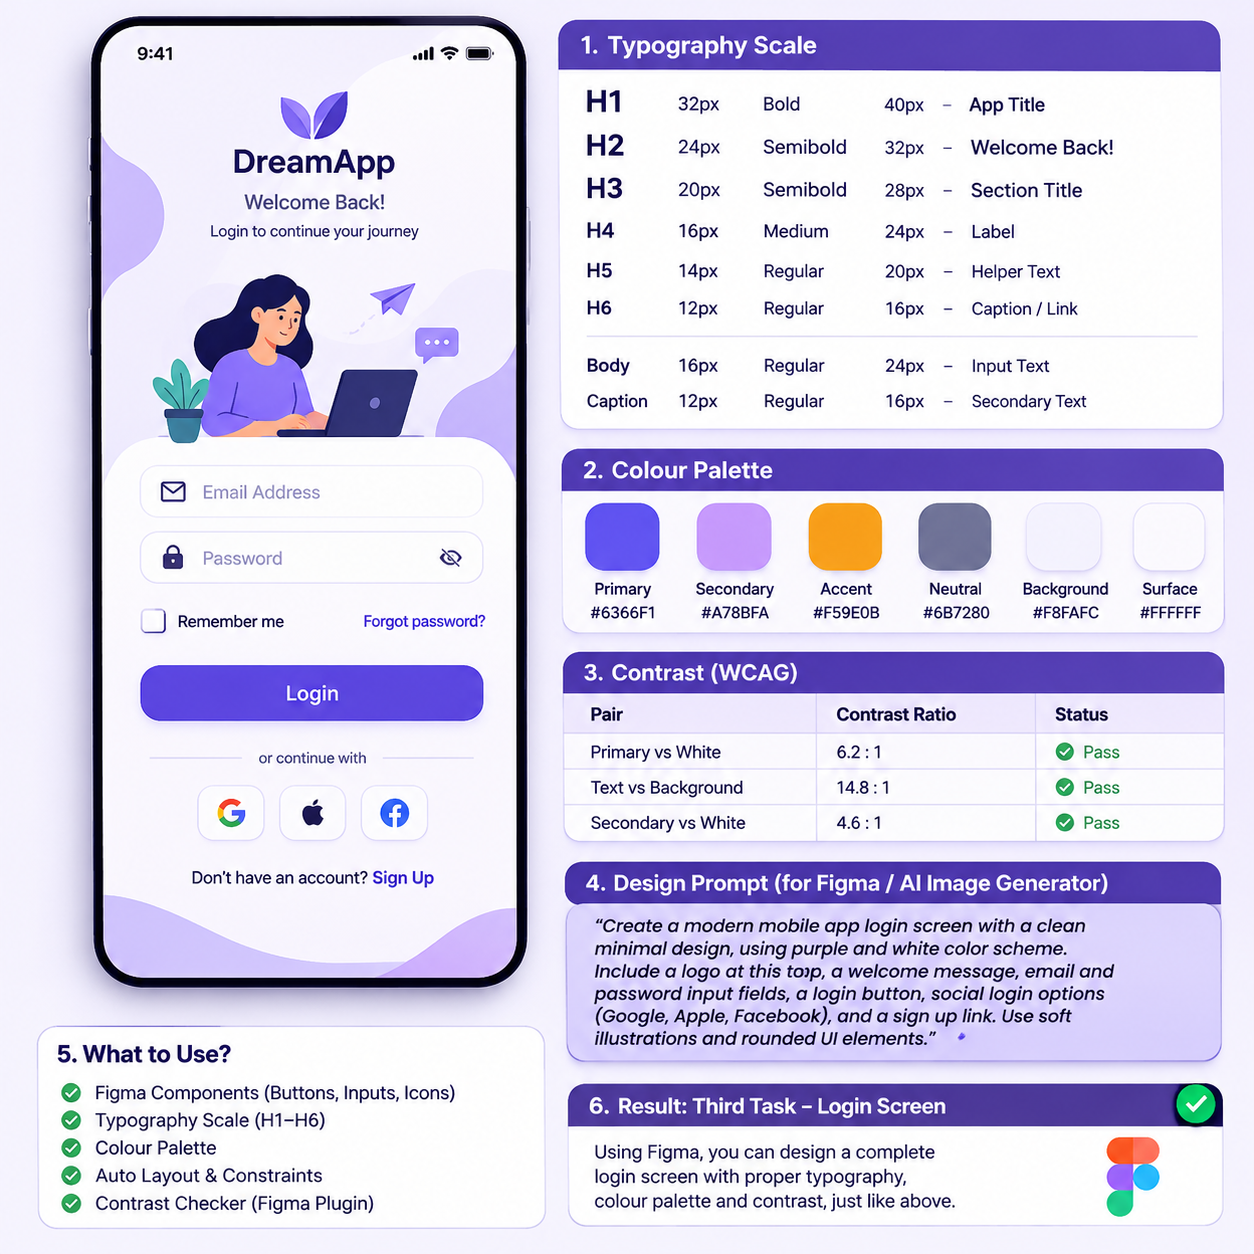 9:41
DreamApp
Welcome Back!
Login to continue your journey
Email Address
Password
Remember me Forgot password?
Login
or continue with
Don't have an account? Sign Up
1. Typography Scale
H1 32px Bold 40px – App Title
H2 24px Semibold 32px – Welcome Back!
H3 20px Semibold 28px – Section Title
H4 16px Medium 24px – Label
H5 14px Regular 20px – Helper Text
H6 12px Regular 16px – Caption / Link
Body 16px Regular 24px – Input Text
Caption 12px Regular 16px – Secondary Text
2. Colour Palette
Primary Secondary Accent Neutral Background Surface
#6366F1 #A78BFA #F59E0B #6B7280 #F8FAFC #FFFFFF
3. Contrast (WCAG)
Pair Contrast Ratio Status
Primary vs White 6.2 : 1 Pass
Text vs Background 14.8 : 1 Pass
Secondary vs White 4.6 : 1 Pass
4. Design Prompt (for Figma / AI Image Generator)
“Create a modern mobile app login screen with a clean
minimal design, using purple and white color scheme.
Include a logo at this top, a welcome message, email and
password input fields, a login button, social login options
(Google, Apple, Facebook), and a sign up link. Use soft
illustrations and rounded UI elements.”
5. What to Use?
Figma Components (Buttons, Inputs, Icons)
Typography Scale (H1–H6)
Colour Palette
Auto Layout & Constraints
Contrast Checker (Figma Plugin)
6. Result: Third Task – Login Screen
Using Figma, you can design a complete
login screen with proper typography,
colour palette and contrast, just like above.